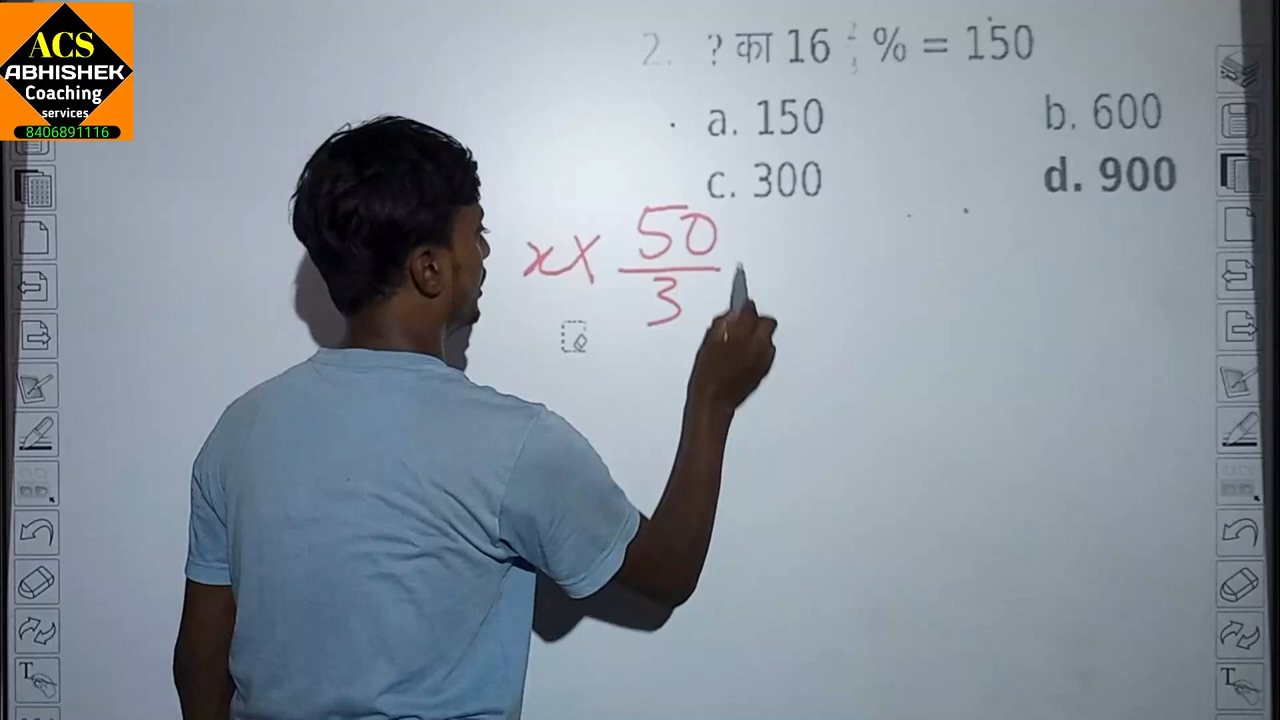 ACS
ABHISHEK
Coaching
services
8406891116
2. ? का 16 % = 150
a. 150
b. 600
c. 300
d. 900
x × 50/3
T
T